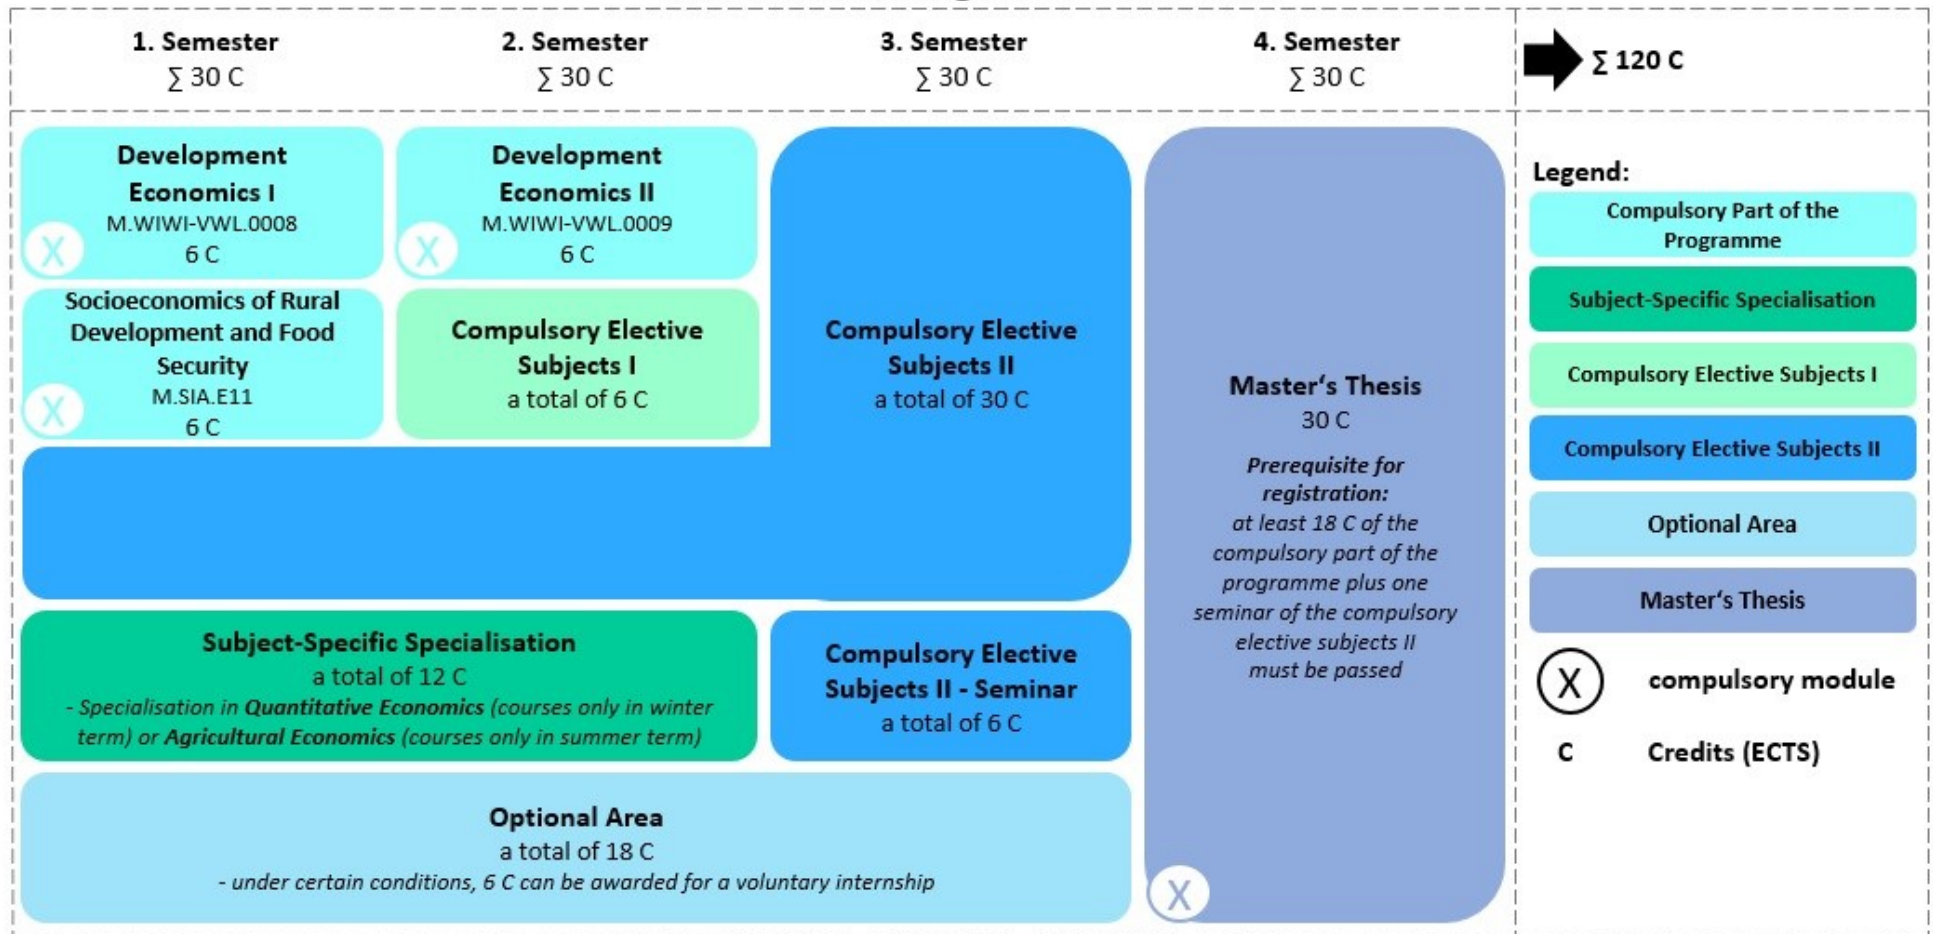 1. Semester
∑ 30 C
2. Semester
∑ 30 C
3. Semester
∑ 30 C
4. Semester
∑ 30 C
∑ 120 C
Development
Economics I
M.WIWI-VWL.0008
6 C
X
Development
Economics II
M.WIWI-VWL.0009
6 C
X
Socioeconomics of Rural
Development and Food
Security
M.SIA.E11
6 C
X
Compulsory Elective
Subjects I
a total of 6 C
Compulsory Elective
Subjects II
a total of 30 C
Master‘s Thesis
30 C
Prerequisite for
registration:
at least 18 C of the
compulsory part of the
programme plus one
seminar of the compulsory
elective subjects II
must be passed
X
Subject-Specific Specialisation
a total of 12 C
- Specialisation in Quantitative Economics (courses only in winter
term) or Agricultural Economics (courses only in summer term)
Compulsory Elective
Subjects II - Seminar
a total of 6 C
Optional Area
a total of 18 C
- under certain conditions, 6 C can be awarded for a voluntary internship
Legend:
Compulsory Part of the
Programme
Subject-Specific Specialisation
Compulsory Elective Subjects I
Compulsory Elective Subjects II
Optional Area
Master‘s Thesis
X compulsory module
C Credits (ECTS)